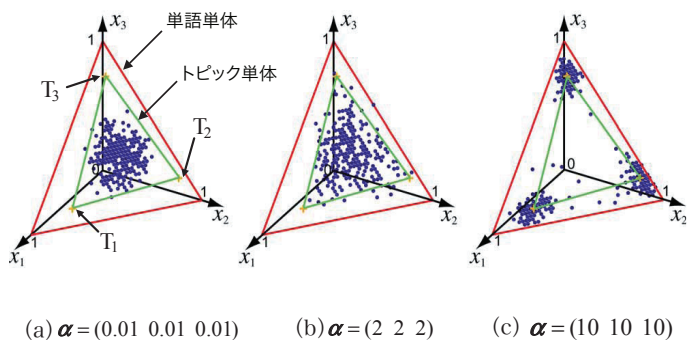 x₃
1
単語単体
トピック単体
T₃
T₂
0
T₁
1
x₁
1
x₂
x₃
1
0
1
x₁
1
x₂
x₃
1
0
1
x₁
1
x₂
(a) α = (0.01 0.01 0.01)
(b) α = (2 2 2)
(c) α = (10 10 10)